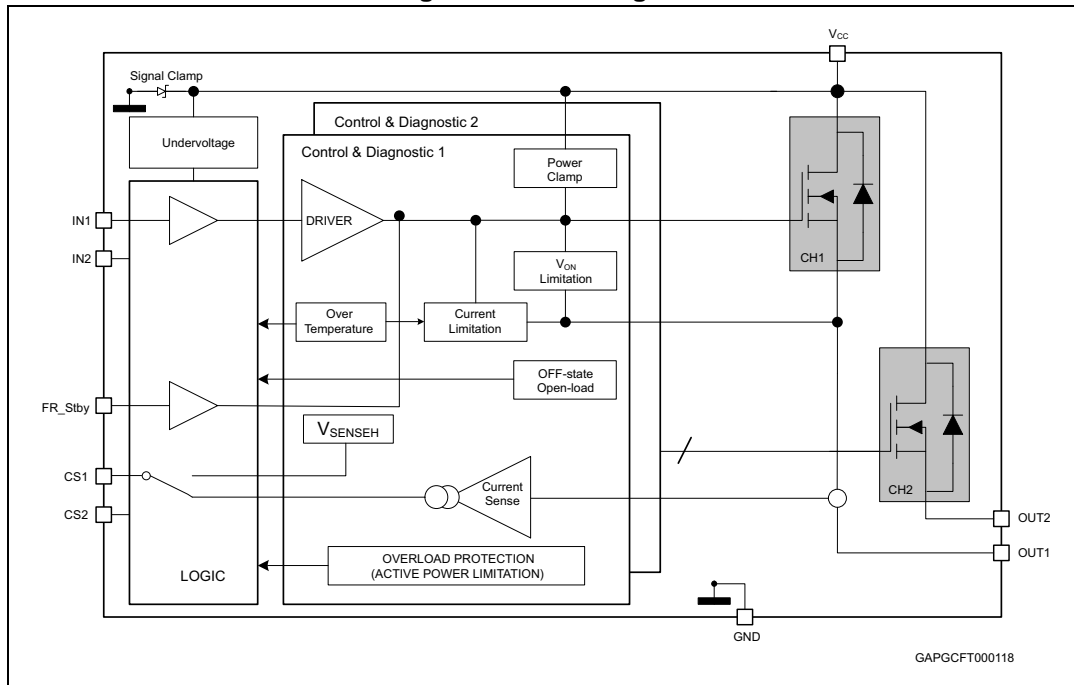 VCC
Signal Clamp
Undervoltage
Control & Diagnostic 2
Control & Diagnostic 1
Power
Clamp
IN1
DRIVER
CH1
IN2
VON
Limitation
Over
Temperature
Current
Limitation
OFF-state
Open-load
FR_Stby
VSENSEH
CS1
Current
Sense
CH2
CS2
OUT2
OUT1
OVERLOAD PROTECTION
(ACTIVE POWER LIMITATION)
LOGIC
GND
GAPGCFT000118